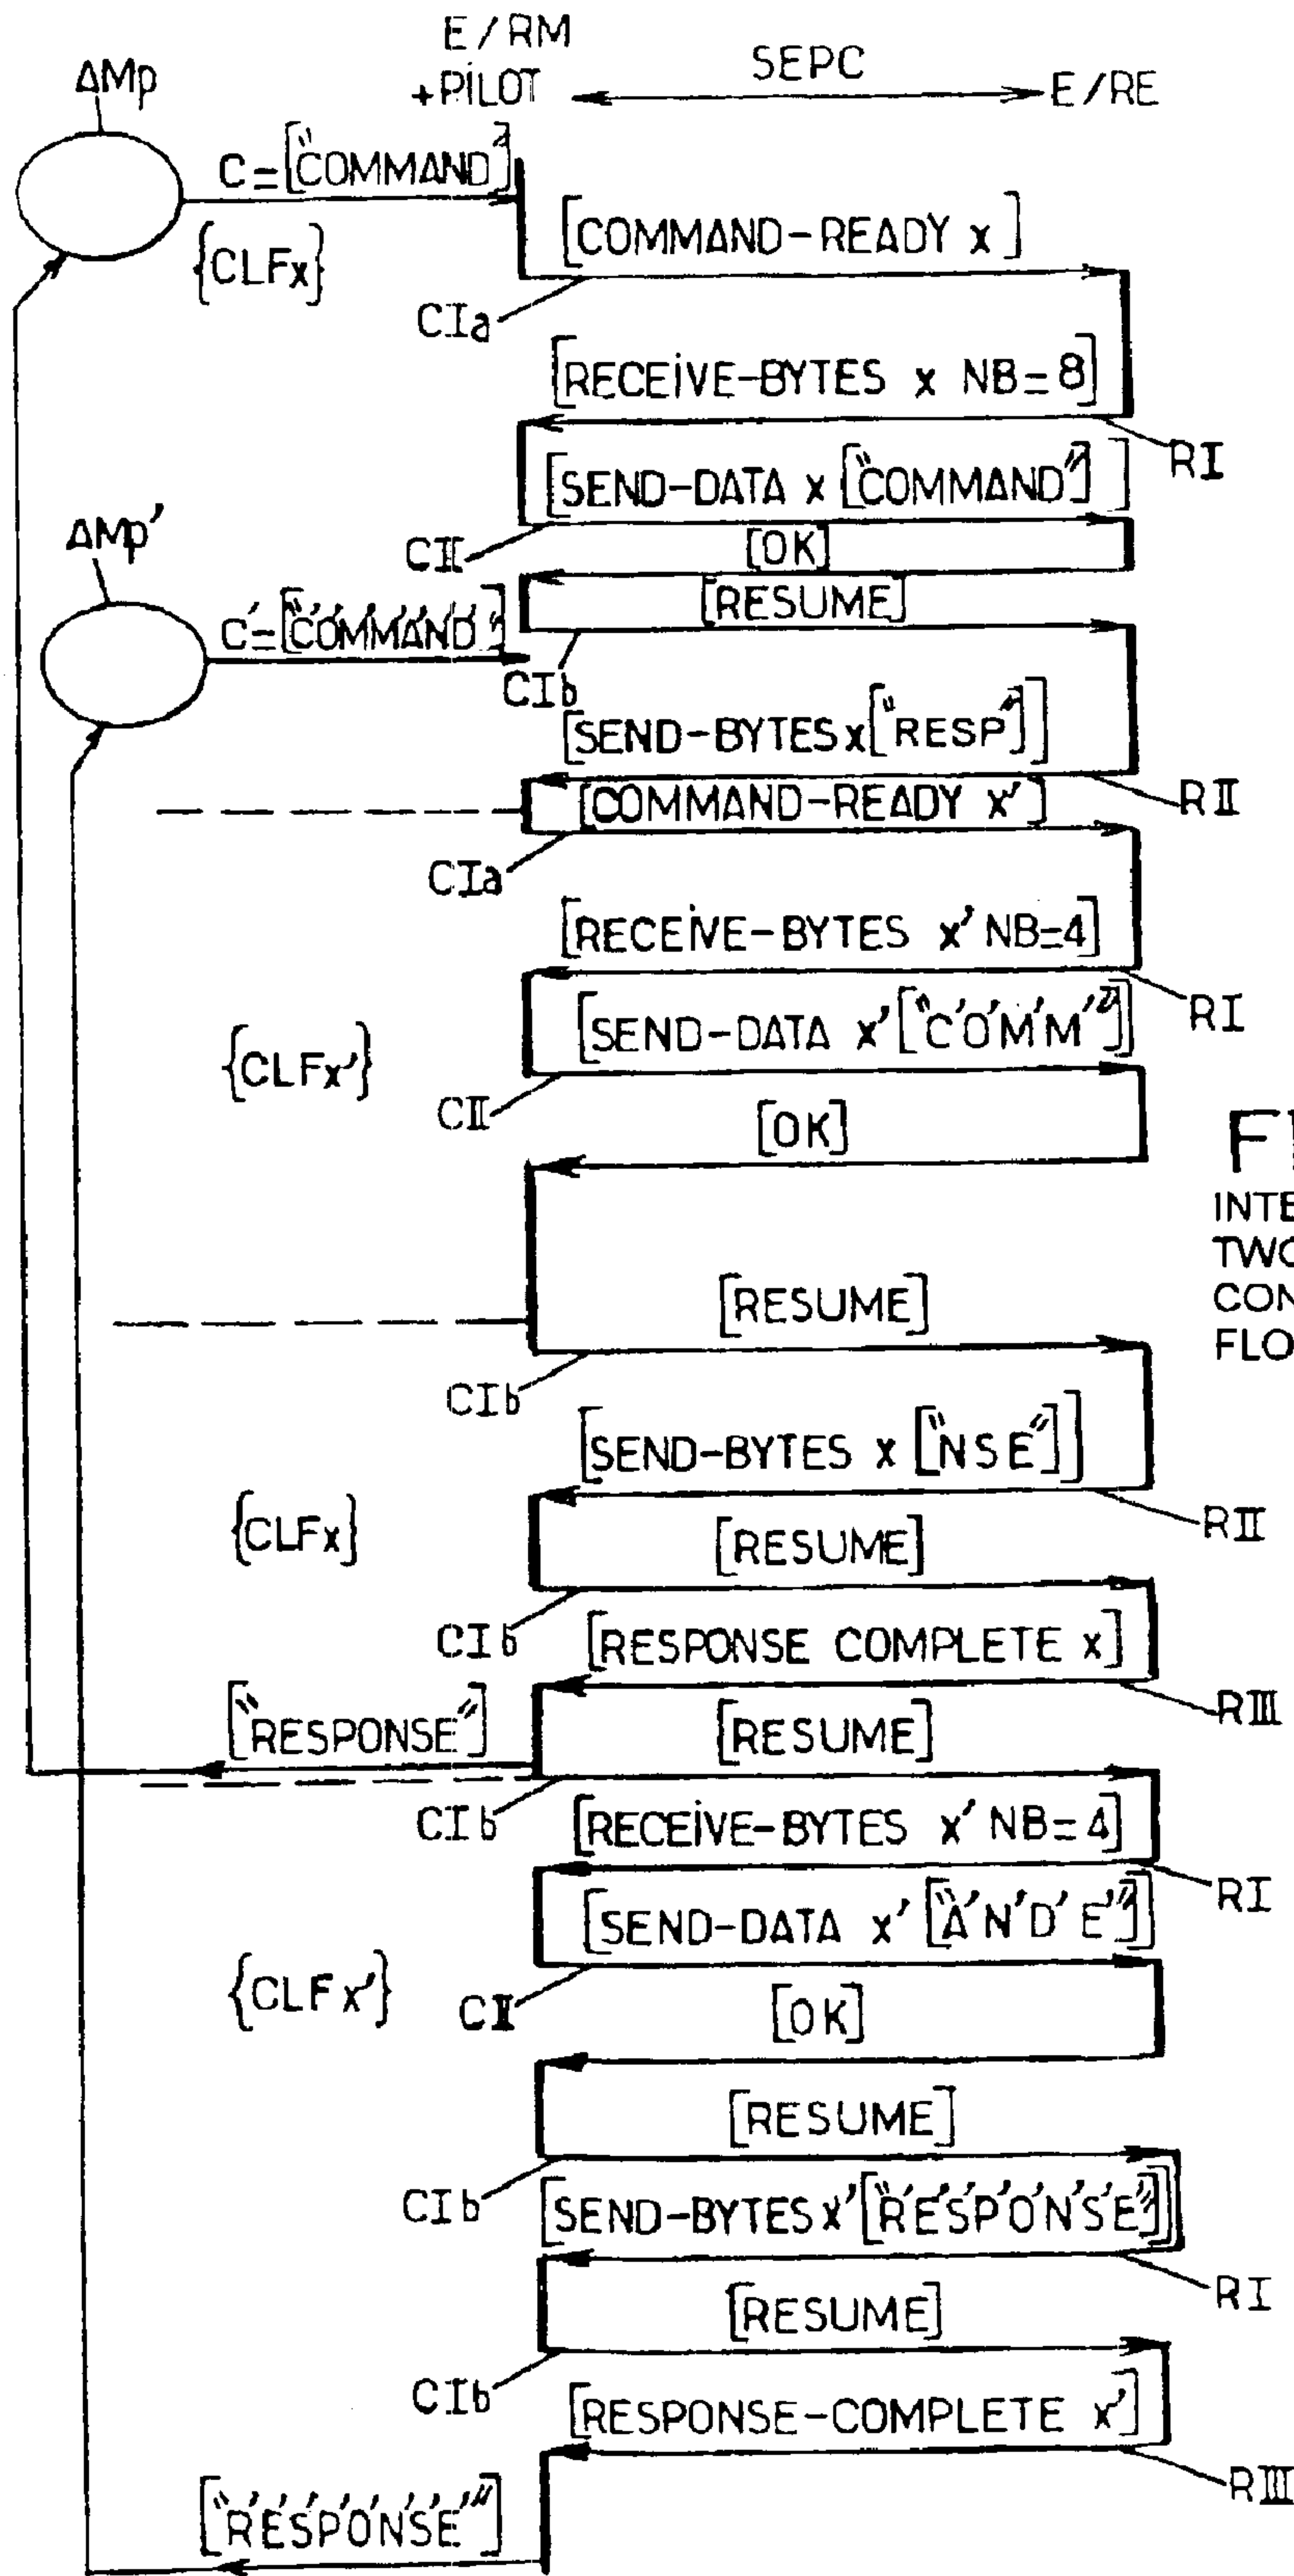 E/RM
+PILOT
SEPC
E/RE
ΔMp
C=["COMMAND"]
{CLFx}
[COMMAND-READY x]
CIa
[RECEIVE-BYTES x NB=8]
RI
[SEND-DATA x ["COMMAND"]]
CII
[OK]
ΔMp'
C'=["C'O'M'M'A'N'D'"]
[RESUME]
CIb
[SEND-BYTES x ["RESP"]]
RII
[COMMAND-READY x']
CIa
[RECEIVE-BYTES x' NB=4]
RI
[SEND-DATA x' ["C'O'M'M'"]]
{CLFx'}
CII
[OK]
[RESUME]
CIb
[SEND-BYTES x ["NSE"]]
RII
{CLFx}
[RESUME]
CIb
[RESPONSE COMPLETE x]
RIII
["RESPONSE"]
[RESUME]
CIb
[RECEIVE-BYTES x' NB=4]
RI
[SEND-DATA x' ["A'N'D'E'"]]
{CLFx'}
CII
[OK]
[RESUME]
CIb
[SEND-BYTES x' ["R'E'S'P'O'N'S'E'"]]
RI
[RESUME]
CIb
[RESPONSE-COMPLETE x']
RIII
["R'E'S'P'O'N'S'E'"]
TWO